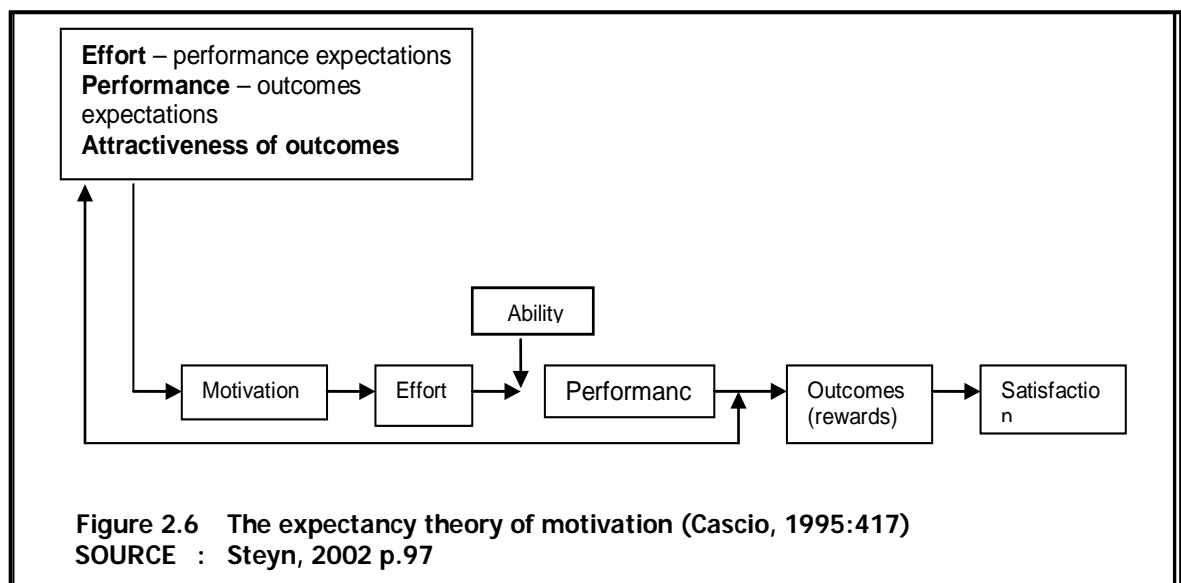 Effort – performance expectations
Performance – outcomes
expectations
Attractiveness of outcomes
Ability
Motivation
Effort
Performanc
Outcomes
(rewards)
Satisfactio
n
Figure 2.6 The expectancy theory of motivation (Cascio, 1995:417)
SOURCE : Steyn, 2002 p.97